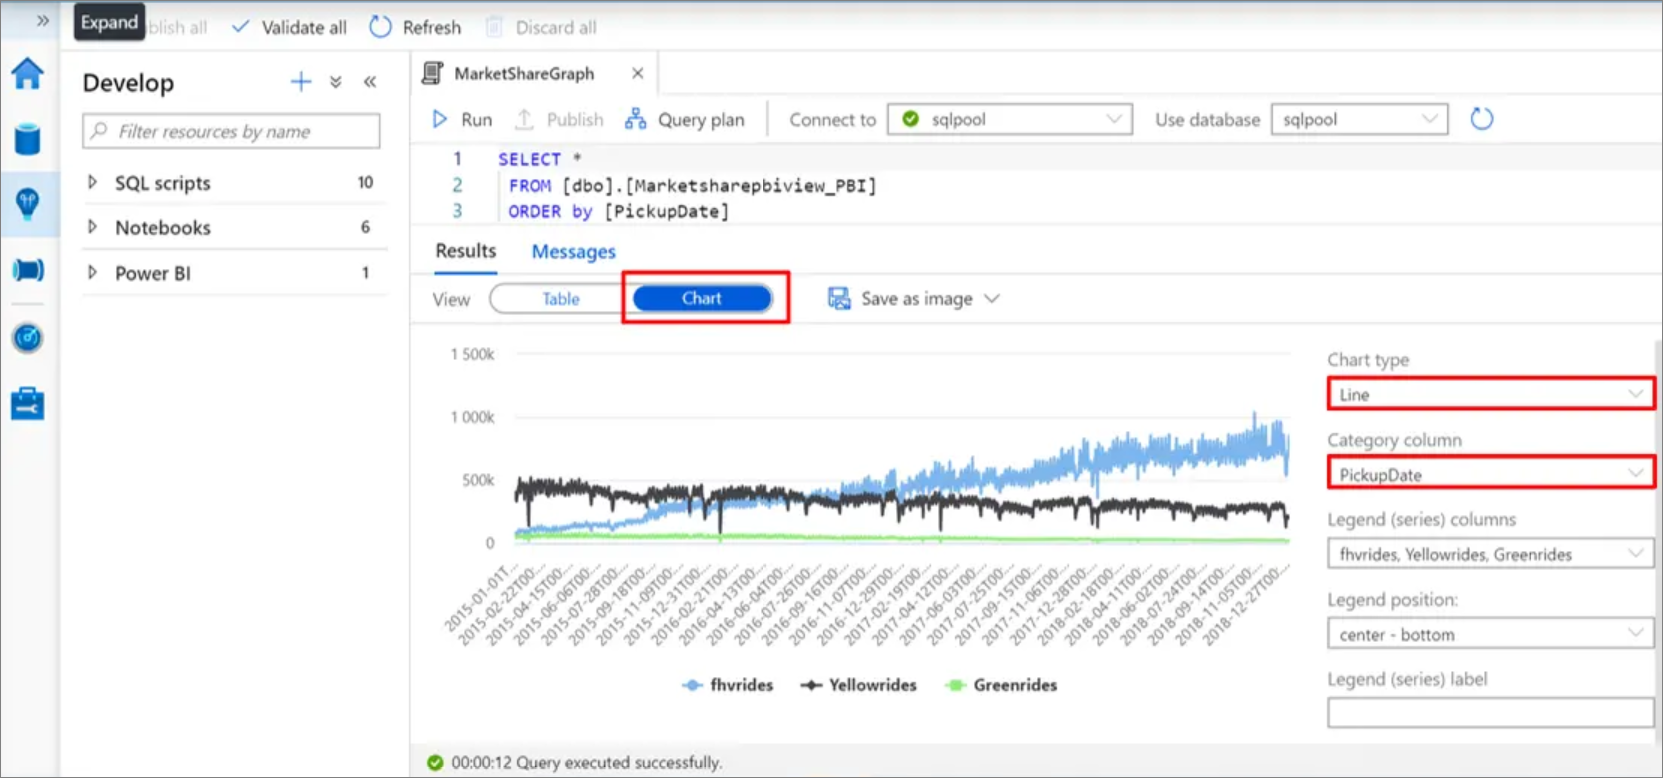 Expand
blish all
Validate all
Refresh
Discard all
Develop
Filter resources by name
SQL scripts 10
Notebooks 6
Power BI 1
MarketShareGraph
Run
Publish
Query plan
Connect to
sqlpool
Use database
sqlpool
1 SELECT *
2 FROM [dbo].[Marketsharepbiview_PBI]
3 ORDER by [PickupDate]
Results
Messages
View
Table
Chart
Save as image
1 500k
1 000k
500k
0
2015-01-01T...
2015-02-22T00:...
2015-04-15T00:...
2015-06-06T00:...
2015-07-28T00:...
2015-09-18T00:...
2015-11-09T00:...
2015-12-31T00:...
2016-02-21T00:...
2016-04-13T00:...
2016-06-04T00:...
2016-07-26T00:...
2016-09-16T00:...
2016-11-07T00:...
2016-12-29T00:...
2017-02-19T00:...
2017-04-12T00:...
2017-06-03T00:...
2017-07-25T00:...
2017-09-15T00:...
2017-11-06T00:...
2017-12-28T00:...
2018-02-18T00:...
2018-04-11T00:...
2018-06-02T00:...
2018-07-24T00:...
2018-09-14T00:...
2018-11-05T00:...
2018-12-27T00:...
fhvrides
Yellowrides
Greenrides
Chart type
Line
Category column
PickupDate
Legend (series) columns
fhvrides, Yellowrides, Greenrides
Legend position:
center - bottom
Legend (series) label
00:00:12 Query executed successfully.